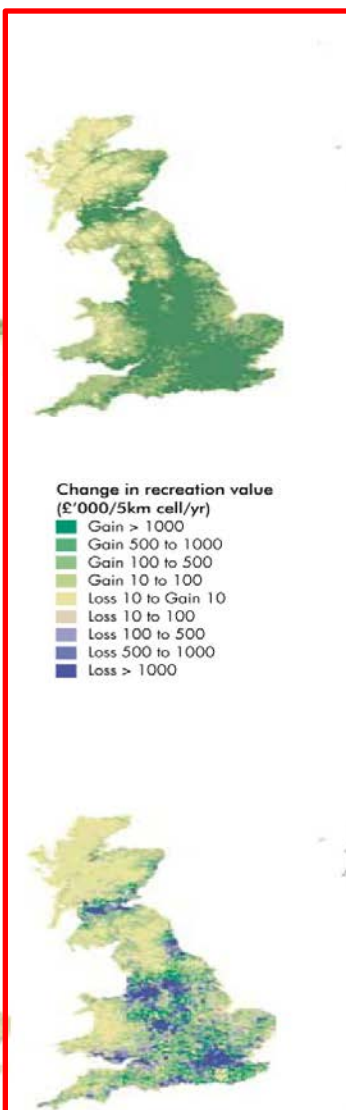 Change in recreation value
(£'000/5km cell/yr)
Gain > 1000
Gain 500 to 1000
Gain 100 to 500
Gain 10 to 100
Loss 10 to Gain 10
Loss 10 to 100
Loss 100 to 500
Loss 500 to 1000
Loss > 1000